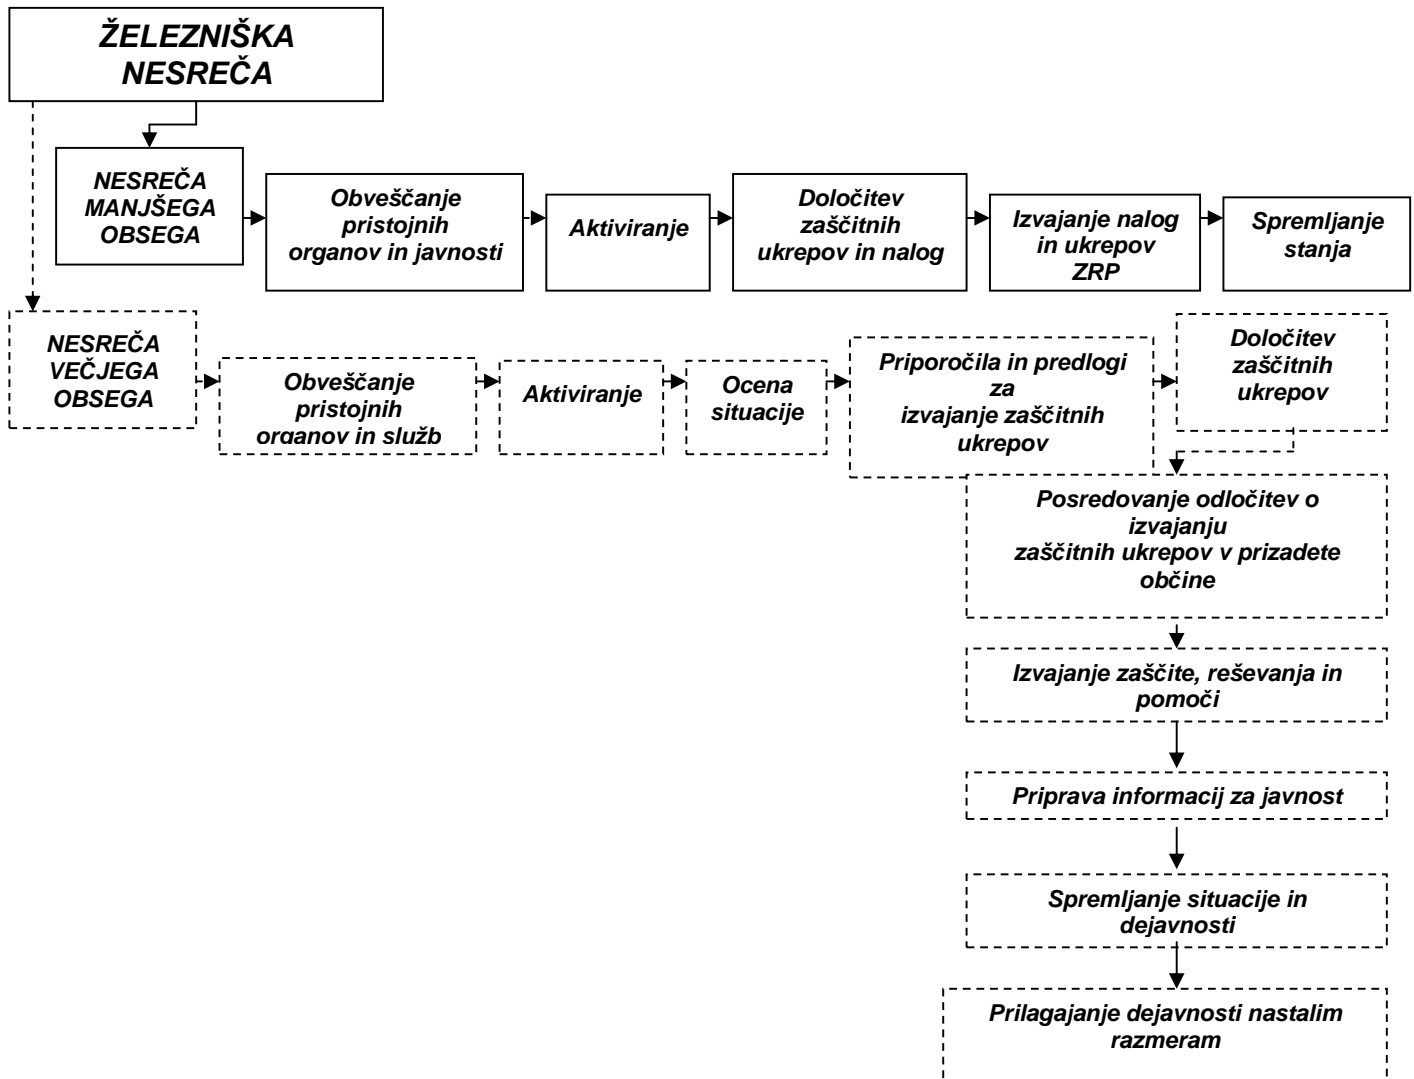 ŽELEZNIŠKA
NESREČA
NESREČA
MANJŠEGA
OBSEGA
Obveščanje
pristojnih
organov in javnosti
Aktiviranje
Določitev
zaščitnih
ukrepov in nalog
Izvajanje nalog
in ukrepov
ZRP
Spremljanje
stanja
NESREČA
VEČJEGA
OBSEGA
Obveščanje
pristojnih
organov in služb
Aktiviranje
Ocena
situacije
Priporočila in predlogi
za
izvajanje zaščitnih
ukrepov
Določitev
zaščitnih
ukrepov
Posredovanje odločitev o
izvajanju
zaščitnih ukrepov v prizadete
občine
Izvajanje zaščite, reševanja in
pomoči
Priprava informacij za javnost
Spremljanje situacije in
dejavnosti
Prilagajanje dejavnosti nastalim
razmeram